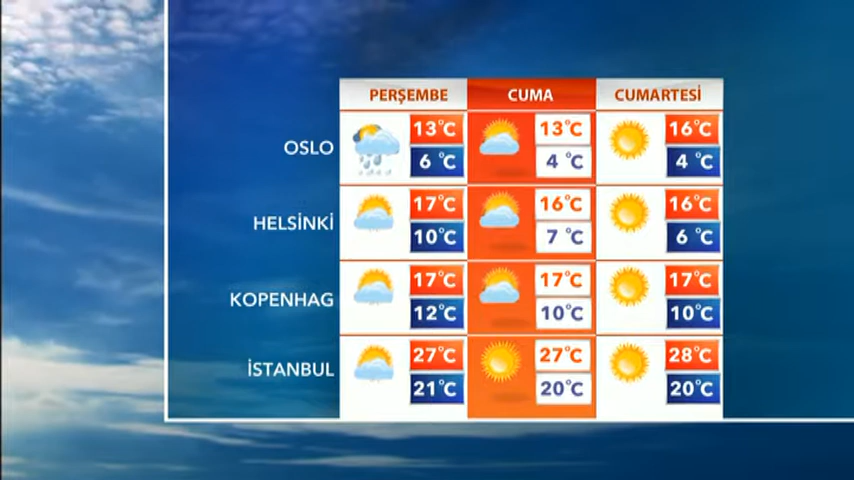 PERŞEMBE CUMA CUMARTESİ
OSLO 13°C 13°C 16°C
6 °C 4 °C 4 °C
HELSİNKİ 17°C 16°C 16°C
10°C 7 °C 6 °C
KOPENHAG 17°C 17°C 17°C
12°C 10°C 10°C
İSTANBUL 27°C 27°C 28°C
21°C 20°C 20°C